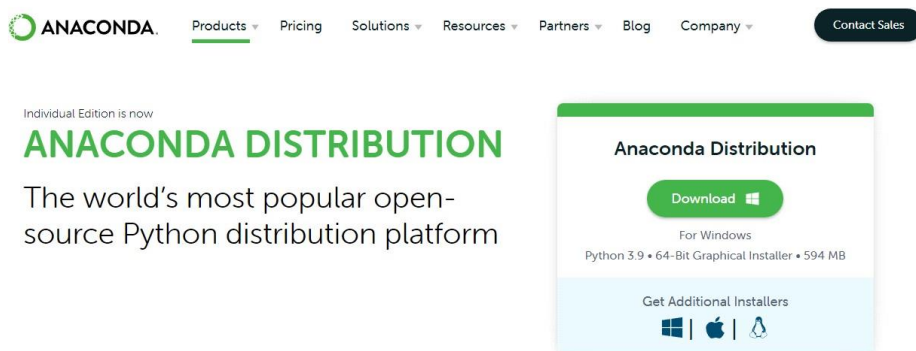 ANACONDA.
Products
Pricing
Solutions
Resources
Partners
Blog
Company
Contact Sales
Individual Edition is now
ANACONDA DISTRIBUTION
The world's most popular open-
source Python distribution platform
Anaconda Distribution
Download
For Windows
Python 3.9 • 64-Bit Graphical Installer • 594 MB
Get Additional Installers